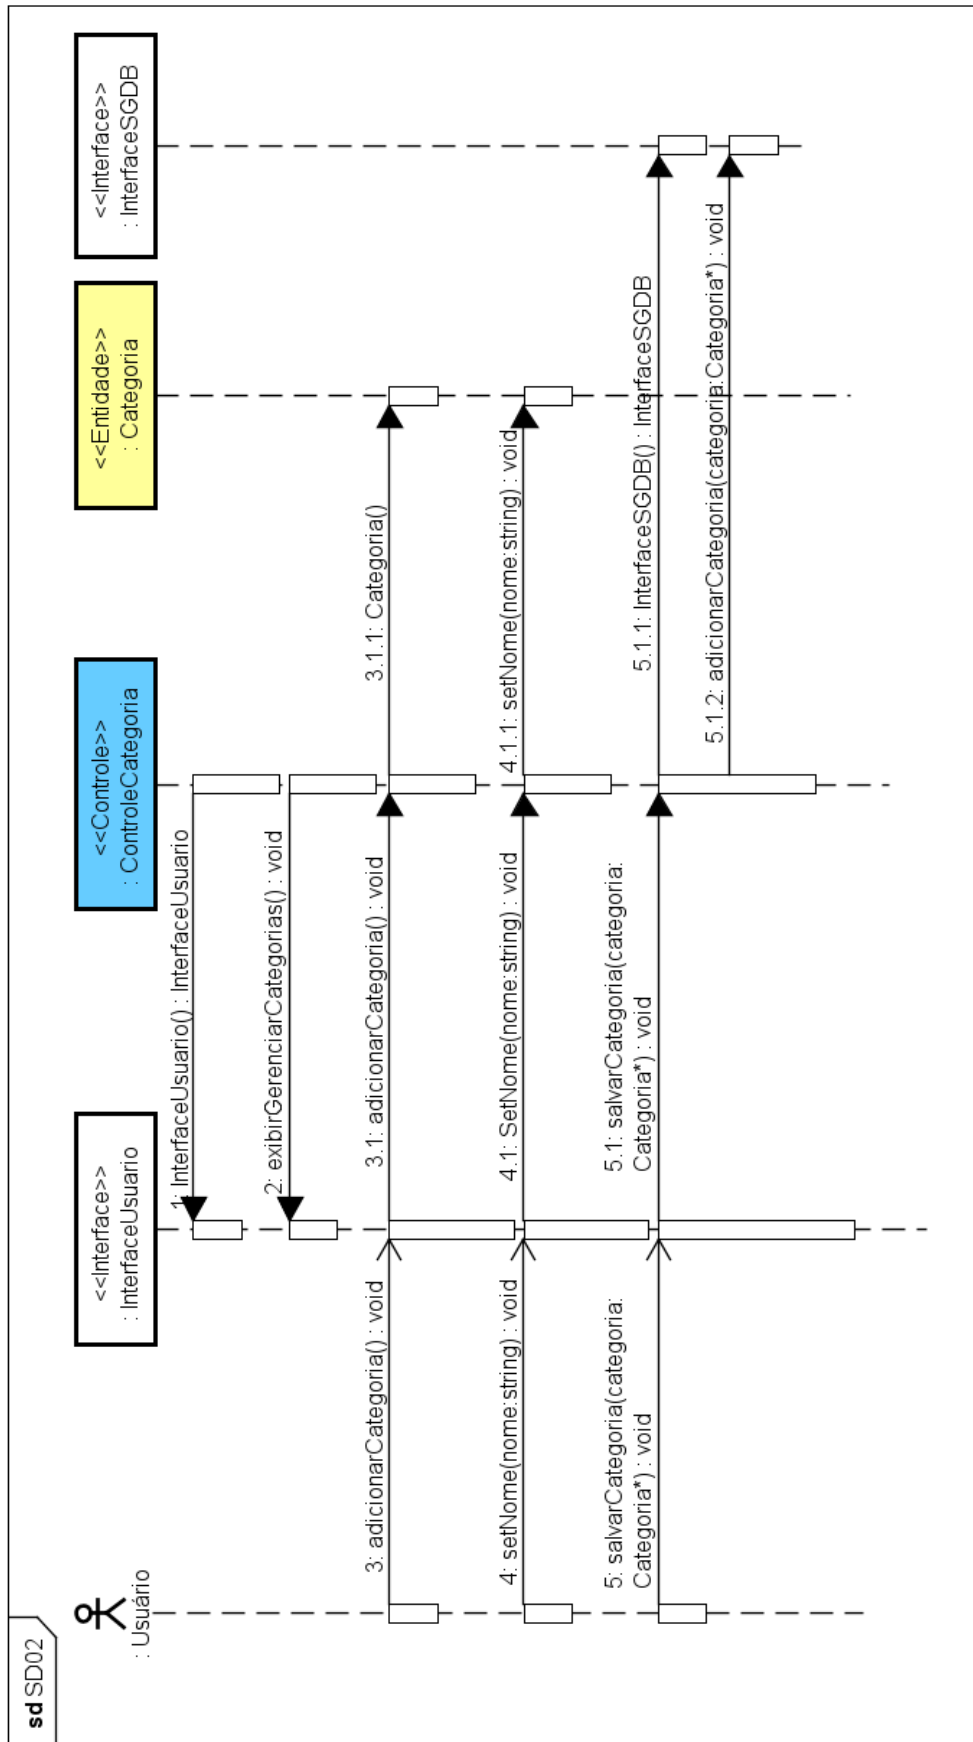 sd SD02
: Usuário
<<Interface>>
: InterfaceUsuario
<<Controle>>
: ControleCategoria
<<Entidade>>
: Categoria
<<Interface>>
: InterfaceSGDB
1: InterfaceUsuario() : InterfaceUsuario
2: exibirGerenciarCategorias() : void
3: adicionarCategoria() : void
3.1: adicionarCategoria() : void
3.1.1: Categoria()
4: setNome(nome:string) : void
4.1: SetNome(nome:string) : void
4.1.1: setNome(nome:string) : void
5: salvarCategoria(categoria:
Categoria*) : void
5.1: salvarCategoria(categoria:
Categoria*) : void
5.1.1: InterfaceSGDB() : InterfaceSGDB
5.1.2: adicionarCategoria(categoria:Categoria*) : void